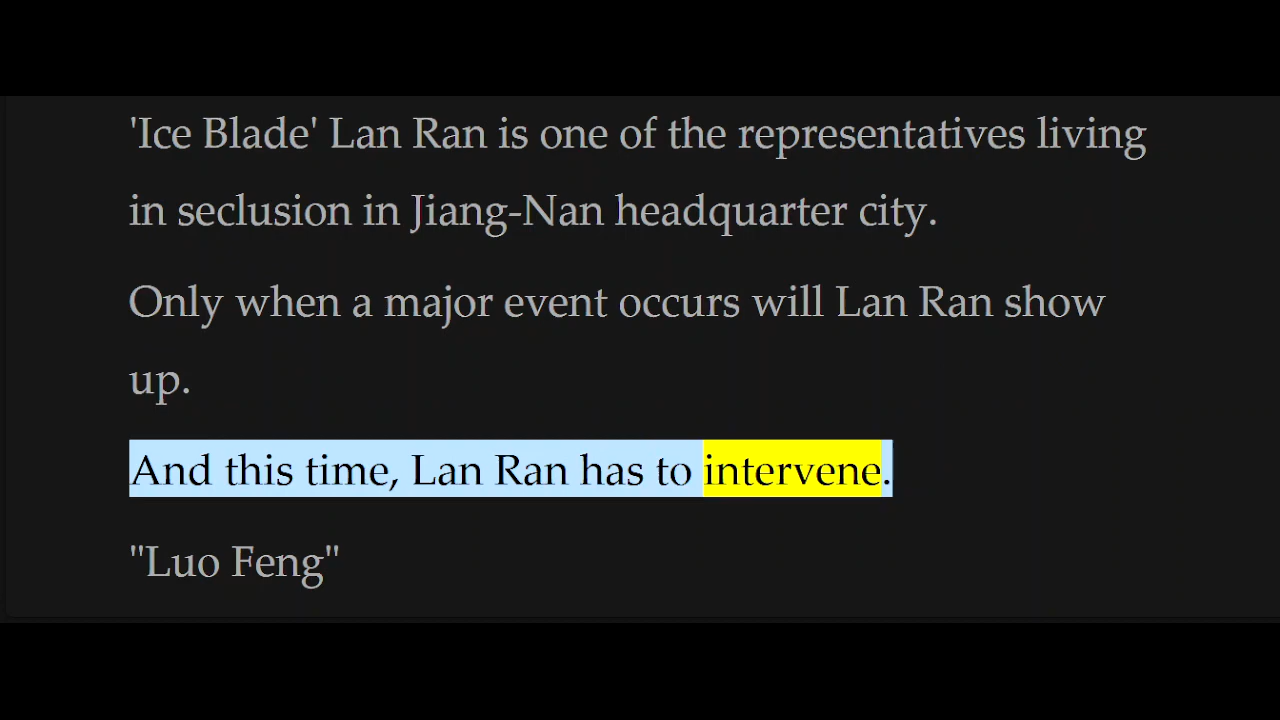 'Ice Blade' Lan Ran is one of the representatives living
in seclusion in Jiang-Nan headquarter city.
Only when a major event occurs will Lan Ran show
up.
And this time, Lan Ran has to intervene.
"Luo Feng"